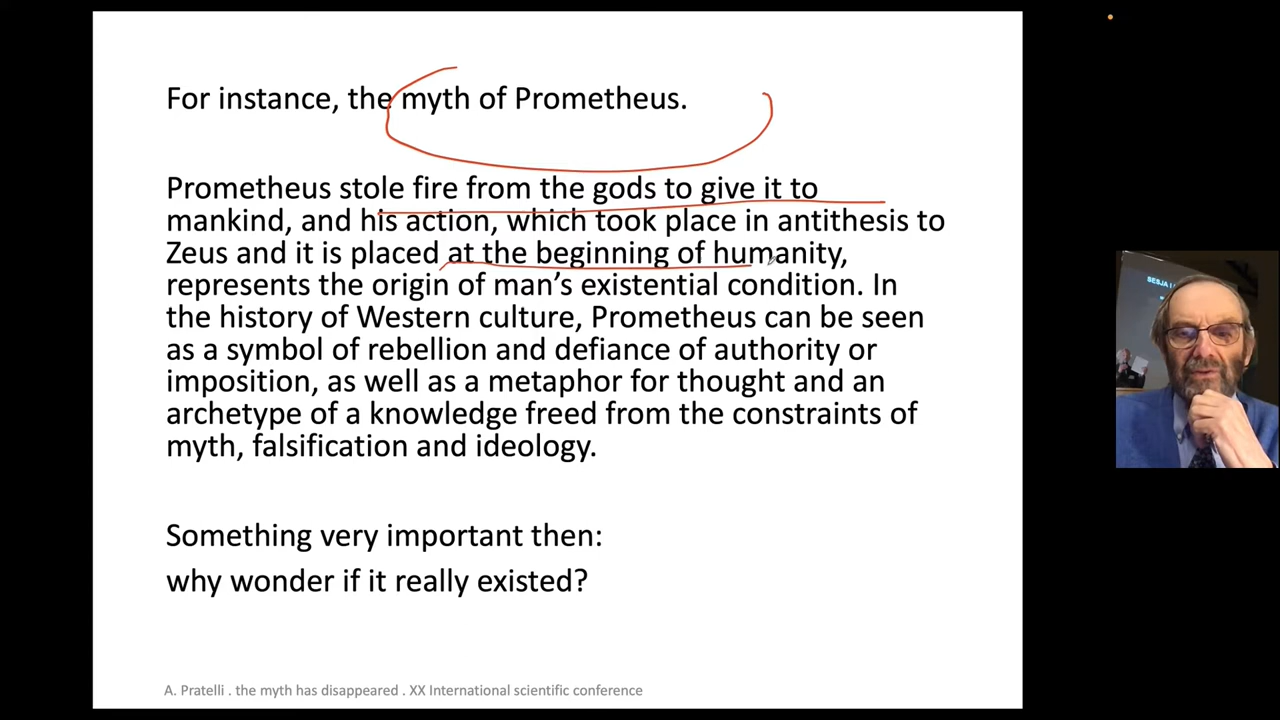 For instance, the myth of Prometheus.
Prometheus stole fire from the gods to give it to
mankind, and his action, which took place in antithesis to
Zeus and it is placed at the beginning of humanity,
represents the origin of man’s existential condition. In
the history of Western culture, Prometheus can be seen
as a symbol of rebellion and defiance of authority or
imposition, as well as a metaphor for thought and an
archetype of a knowledge freed from the constraints of
myth, falsification and ideology.
Something very important then:
why wonder if it really existed?
A. Pratelli . the myth has disappeared . XX International scientific conference
SESJA I